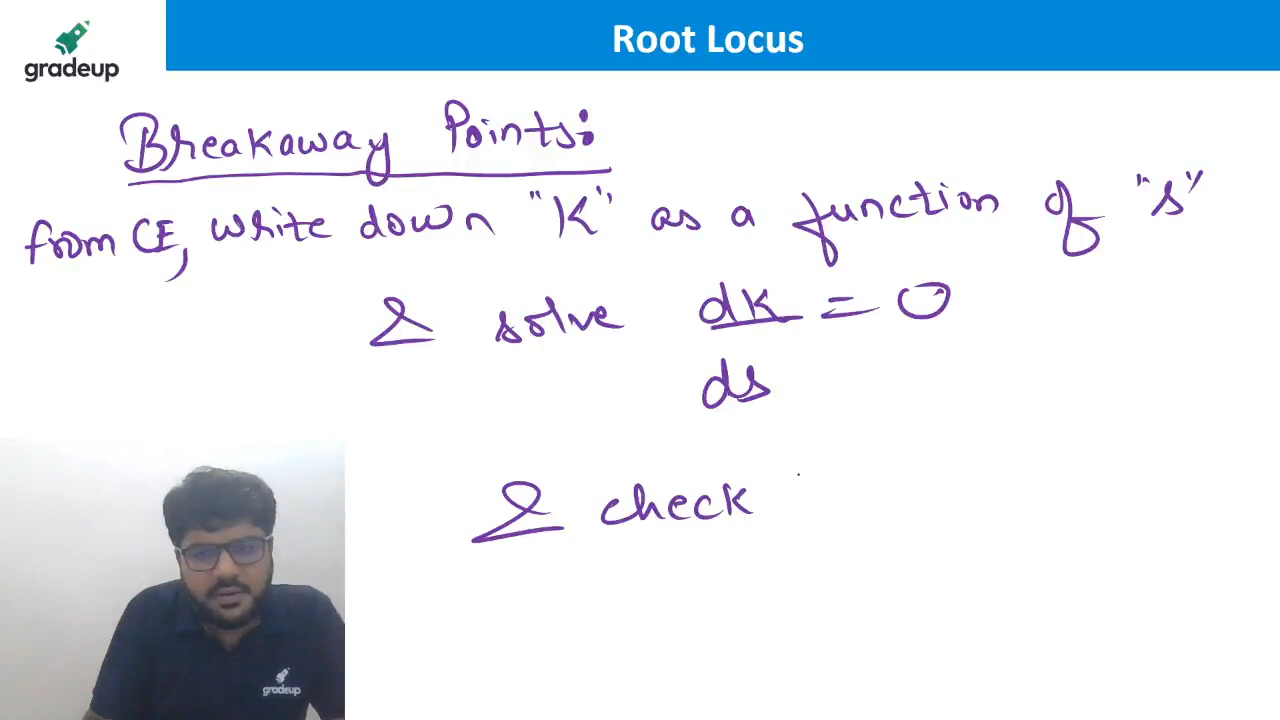 gradeup
Root Locus
Breakaway Points:
from CE, write down "K" as a function of "s"
& solve dk/ds = 0
& check
gradeup